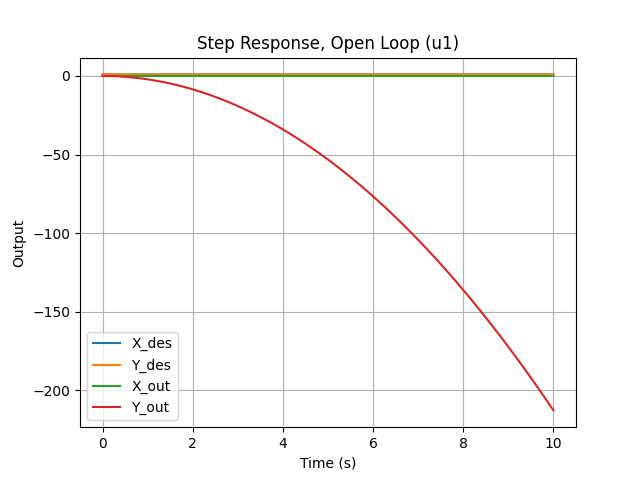 Step Response, Open Loop (u1)
Output
0
−50
−100
−150
−200
X_des
Y_des
X_out
Y_out
0 2 4 6 8 10
Time (s)